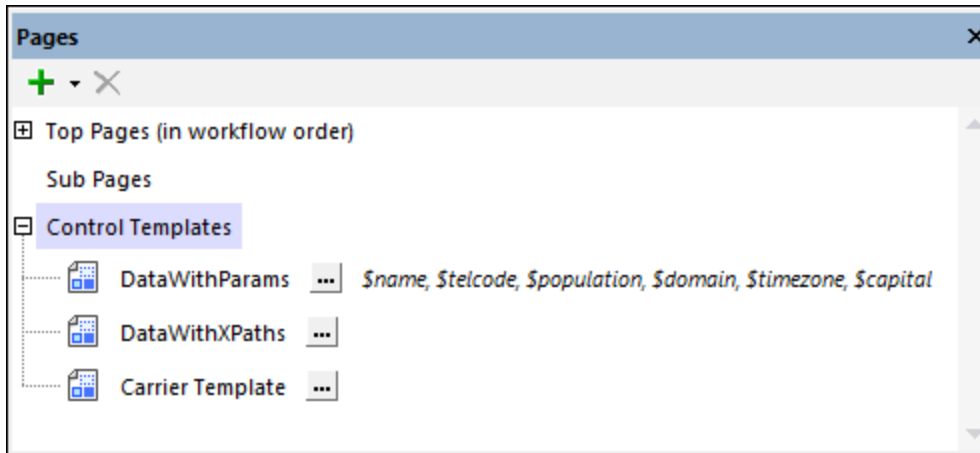 Pages
Top Pages (in workflow order)
Sub Pages
Control Templates
DataWithParams ... $name, $telcode, $population, $domain, $timezone, $capital
DataWithXPaths ...
Carrier Template ...